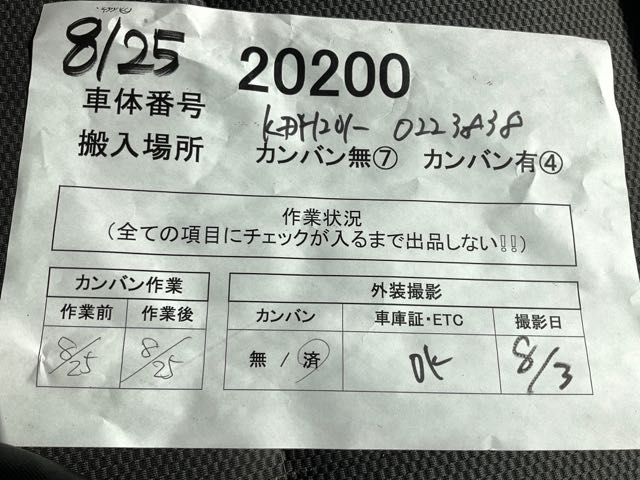 8/25 20200
車体番号 KDH201- 0223838
搬入場所 カンバン無⑦ カンバン有④
作業状況
(全ての項目にチェックが入るまで出品しない!!)
カンバン作業 外装撮影
作業前 作業後 カンバン 車庫証・ETC 撮影日
8/25 8/25 無 / 済 OK 8/3